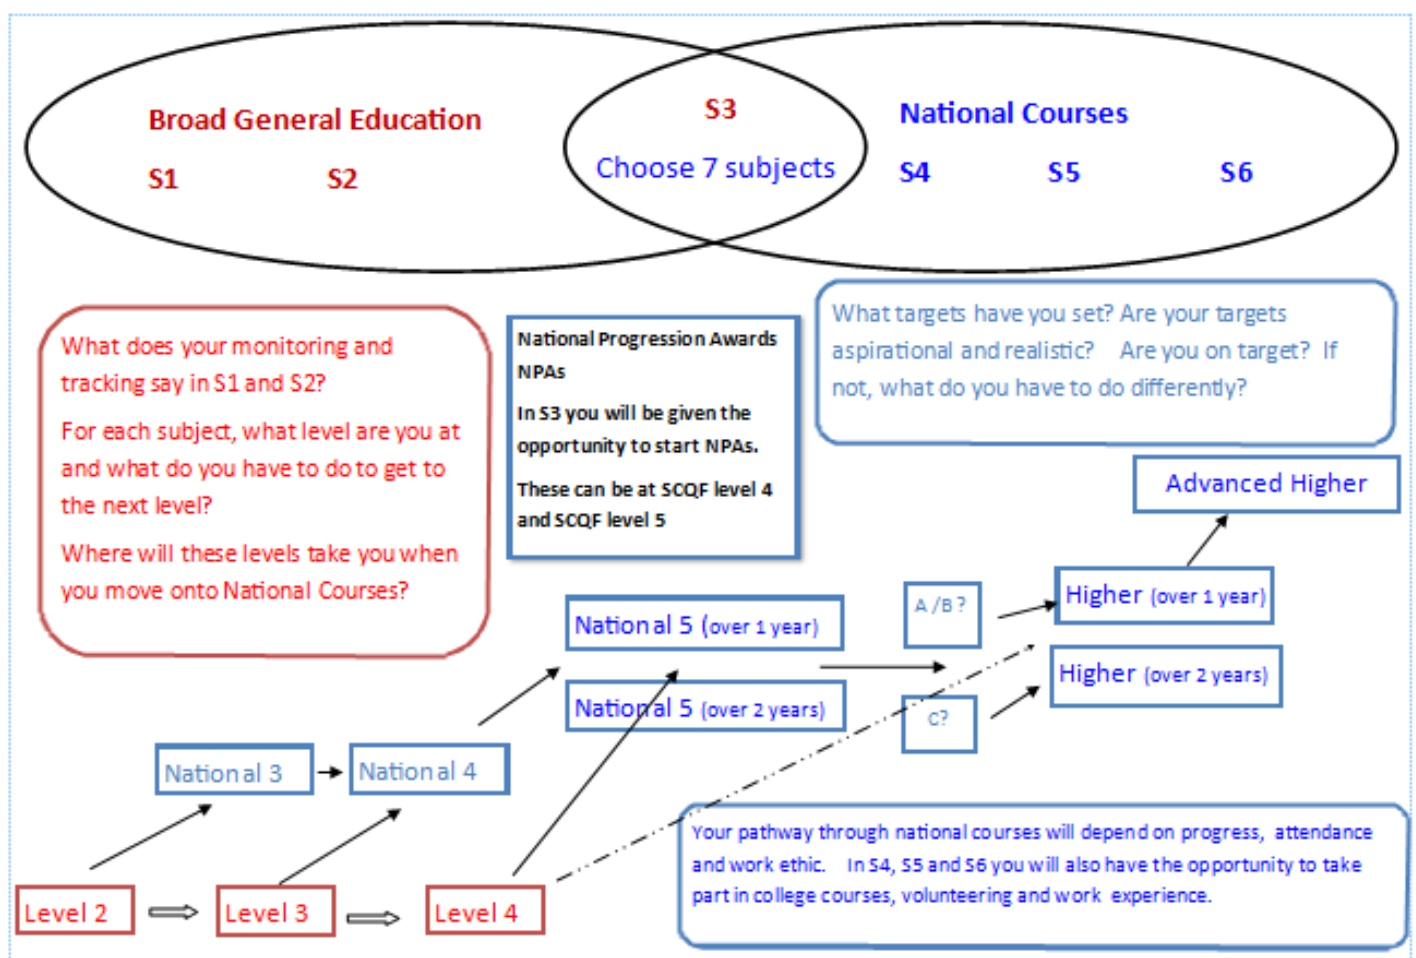 Broad General Education
S1 S2
S3
Choose 7 subjects
National Courses
S4 S5 S6
What does your monitoring and
tracking say in S1 and S2?
For each subject, what level are you at
and what do you have to do to get to
the next level?
Where will these levels take you when
you move onto National Courses?
National Progression Awards
NPAs
In S3 you will be given the
opportunity to start NPAs.
These can be at SCQF level 4
and SCQF level 5
What targets have you set? Are your targets
aspirational and realistic? Are you on target? If
not, what do you have to do differently?
Advanced Higher
Higher (over 1 year)
Higher (over 2 years)
A /B ?
C?
National 5 (over 1 year)
National 5 (over 2 years)
National 3
National 4
Level 2
Level 3
Level 4
Your pathway through national courses will depend on progress, attendance
and work ethic. In S4, S5 and S6 you will also have the opportunity to take
part in college courses, volunteering and work experience.